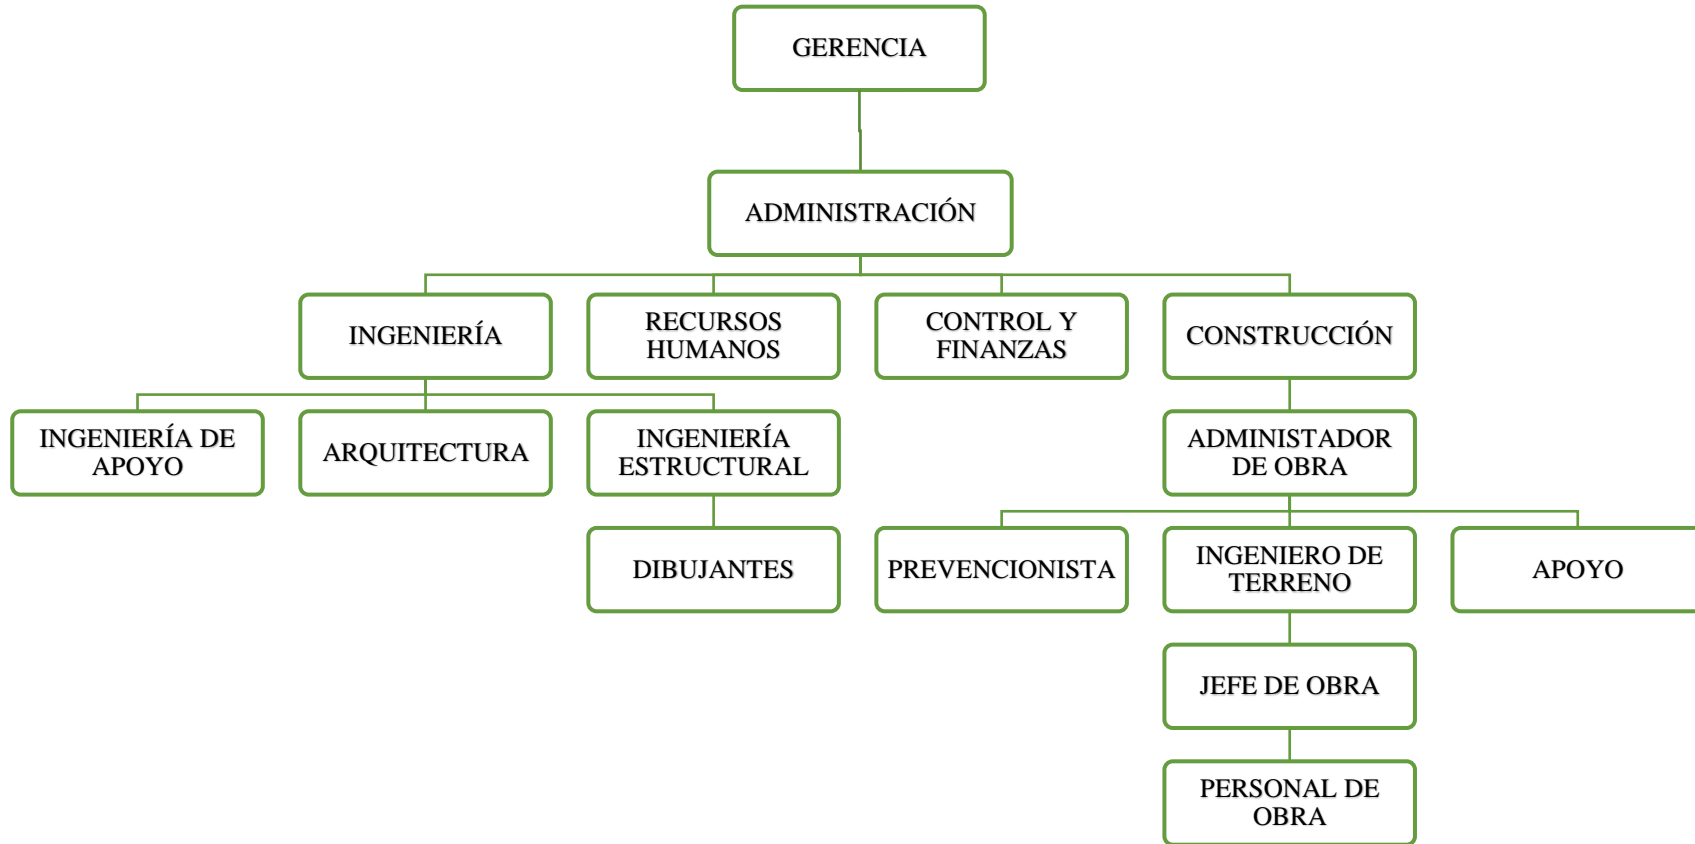 GERENCIA
ADMINISTRACIÓN
INGENIERÍA
RECURSOS
HUMANOS
CONTROL Y
FINANZAS
CONSTRUCCIÓN
INGENIERÍA DE
APOYO
ARQUITECTURA
INGENIERÍA
ESTRUCTURAL
ADMINISTADOR
DE OBRA
DIBUJANTES
PREVENCIONISTA
INGENIERO DE
TERRENO
APOYO
JEFE DE OBRA
PERSONAL DE
OBRA